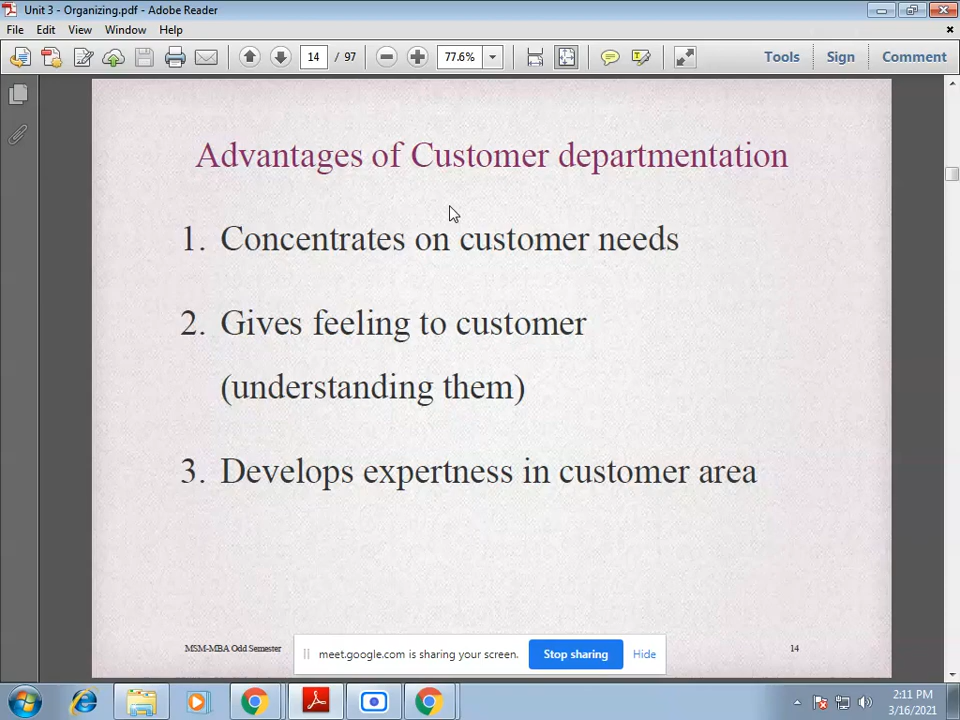 Unit 3 - Organizing.pdf - Adobe Reader
File Edit View Window Help
14 / 97 77.6% Tools Sign Comment
Advantages of Customer departmentation
1. Concentrates on customer needs
2. Gives feeling to customer
(understanding them)
3. Develops expertness in customer area
MSM-MBA Odd Semester
14
meet.google.com is sharing your screen. Stop sharing Hide
2:11 PM
3/16/2021